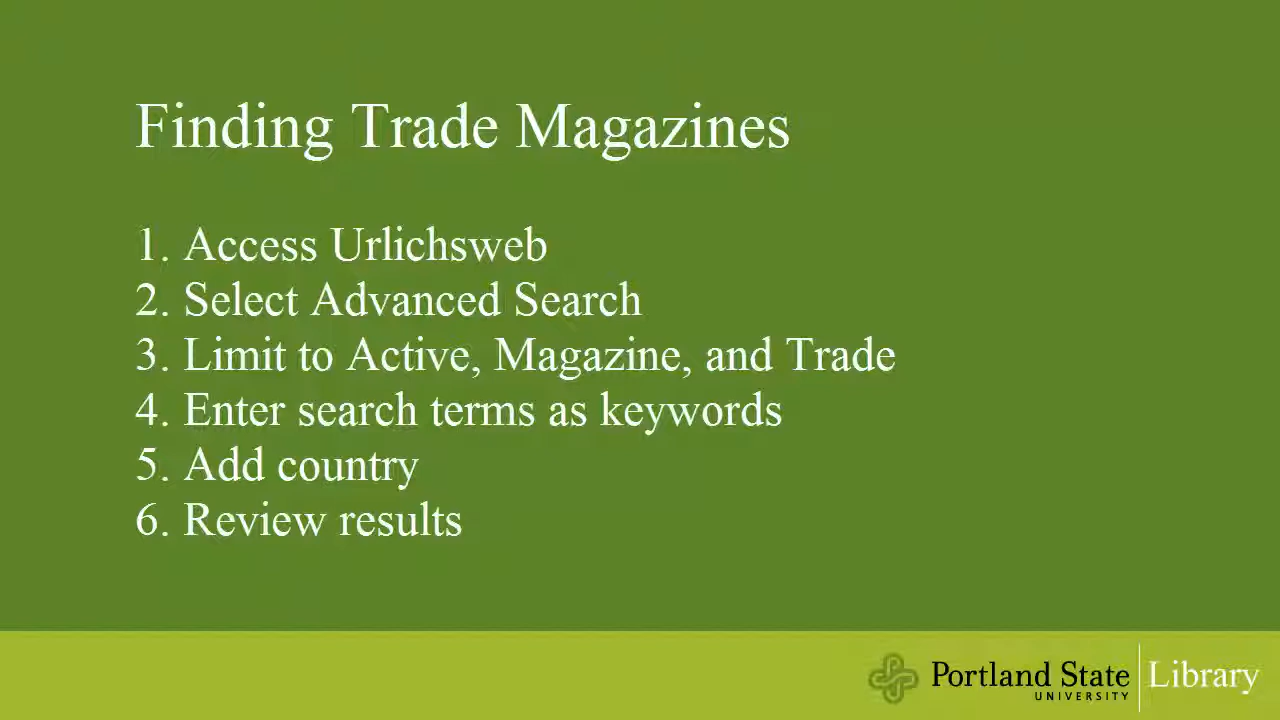 Finding Trade Magazines
1. Access Urlichsweb
2. Select Advanced Search
3. Limit to Active, Magazine, and Trade
4. Enter search terms as keywords
5. Add country
6. Review results
Portland State Library
UNIVERSITY